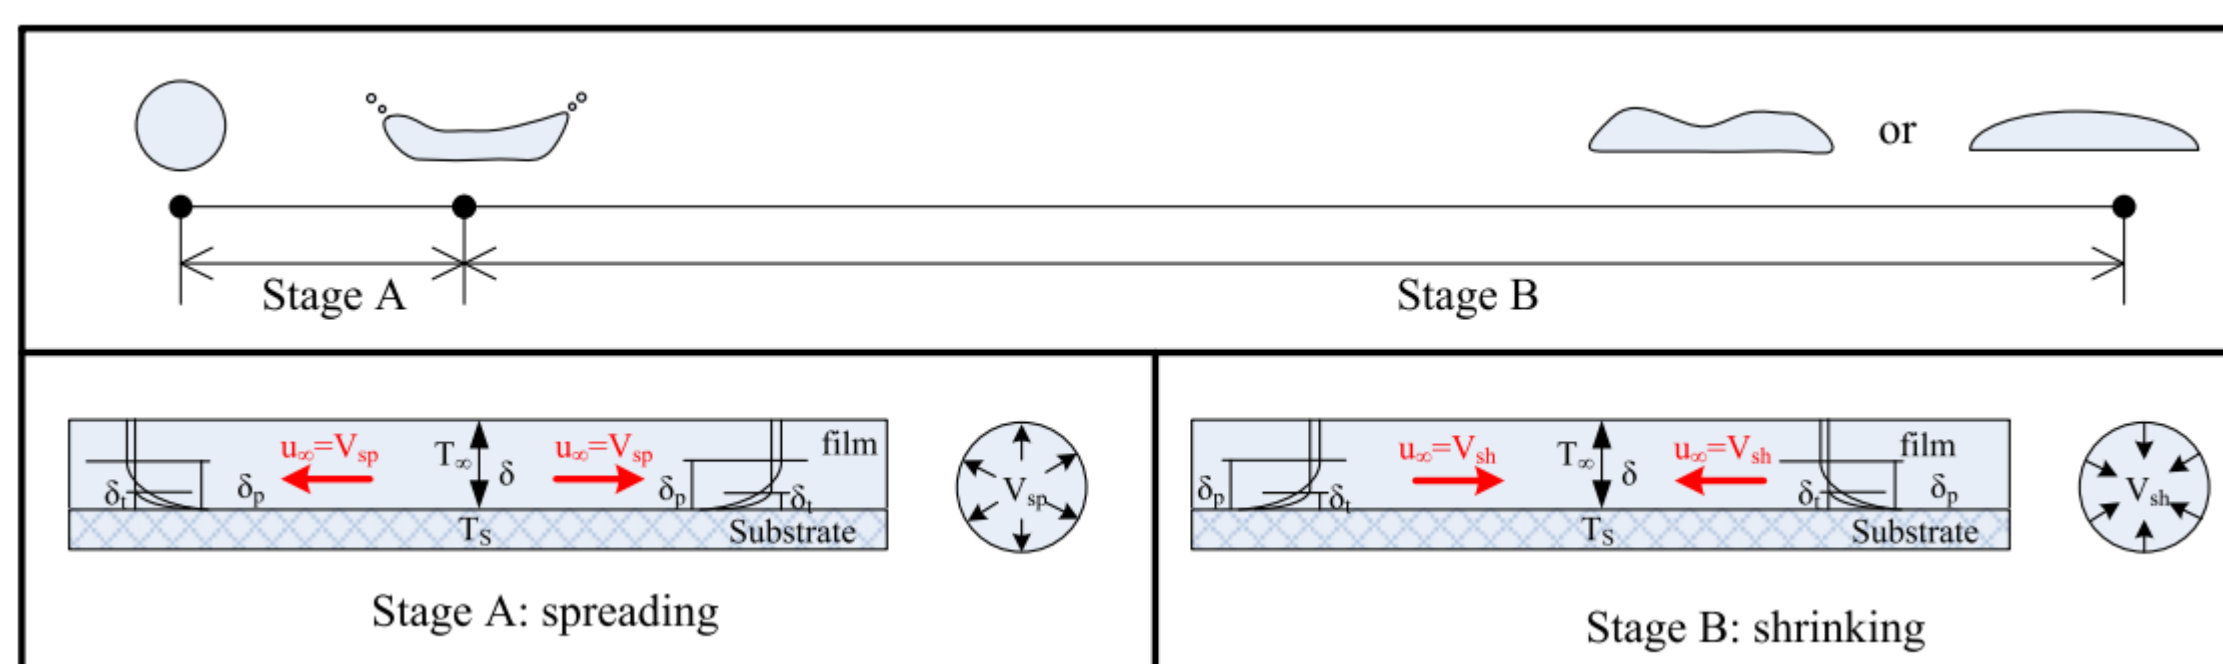 or
Stage A
Stage B
u∞=Vsp
T∞
δ
u∞=Vsp
film
δt
δp
δp
δt
TS
Substrate
Vsp
Stage A: spreading
u∞=Vsh
T∞
δ
u∞=Vsh
film
δp
δt
δt
δp
TS
Substrate
Vsh
Stage B: shrinking